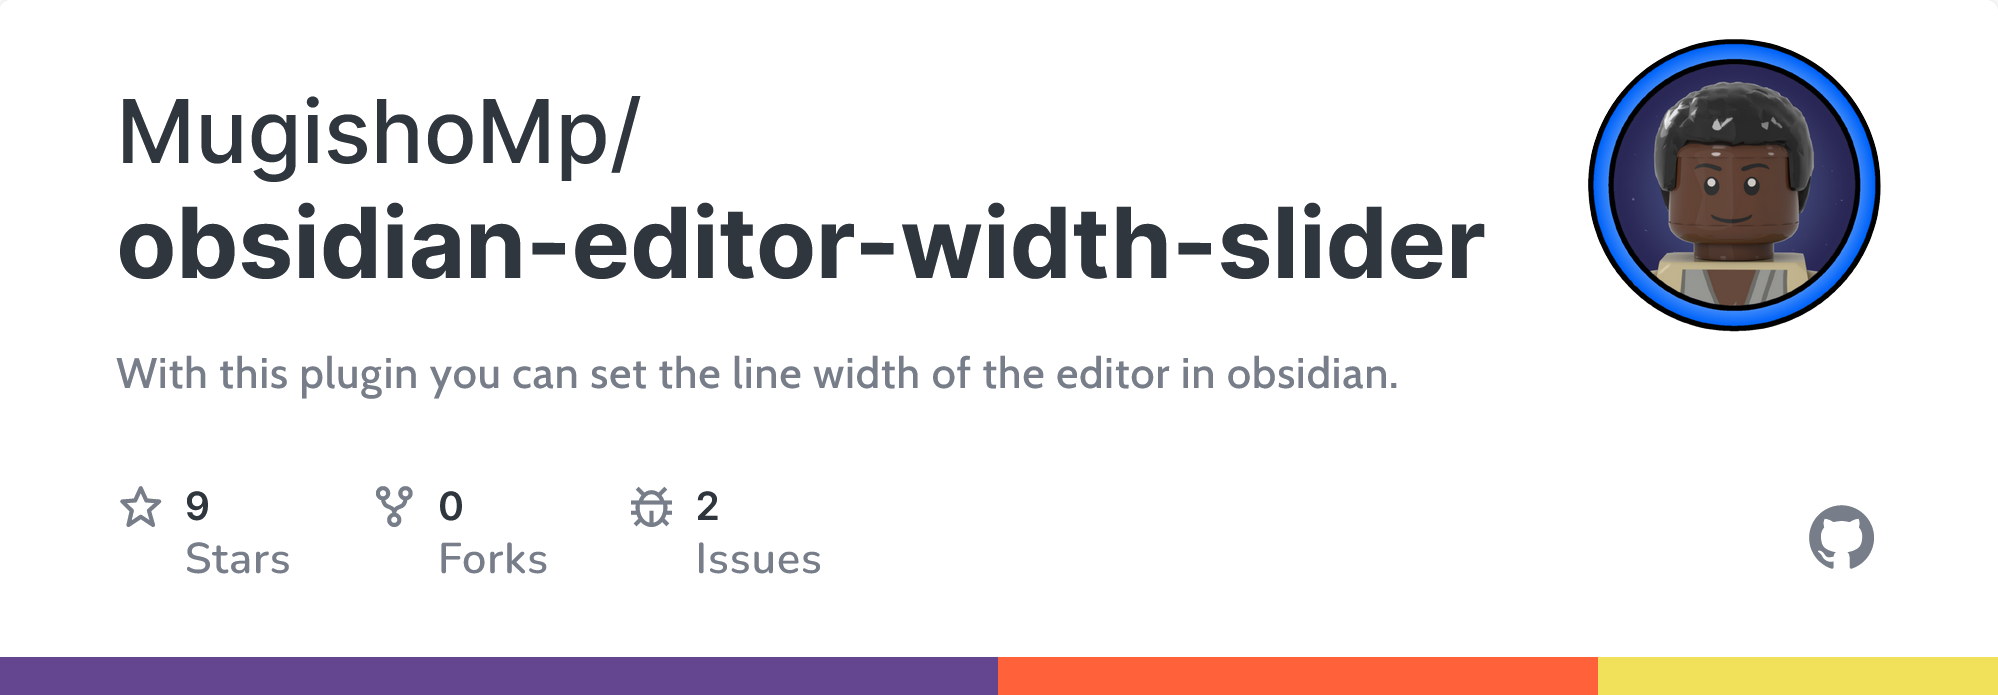 MugishoMp/
obsidian-editor-width-slider
With this plugin you can set the line width of the editor in obsidian.
9
Stars
0
Forks
2
Issues